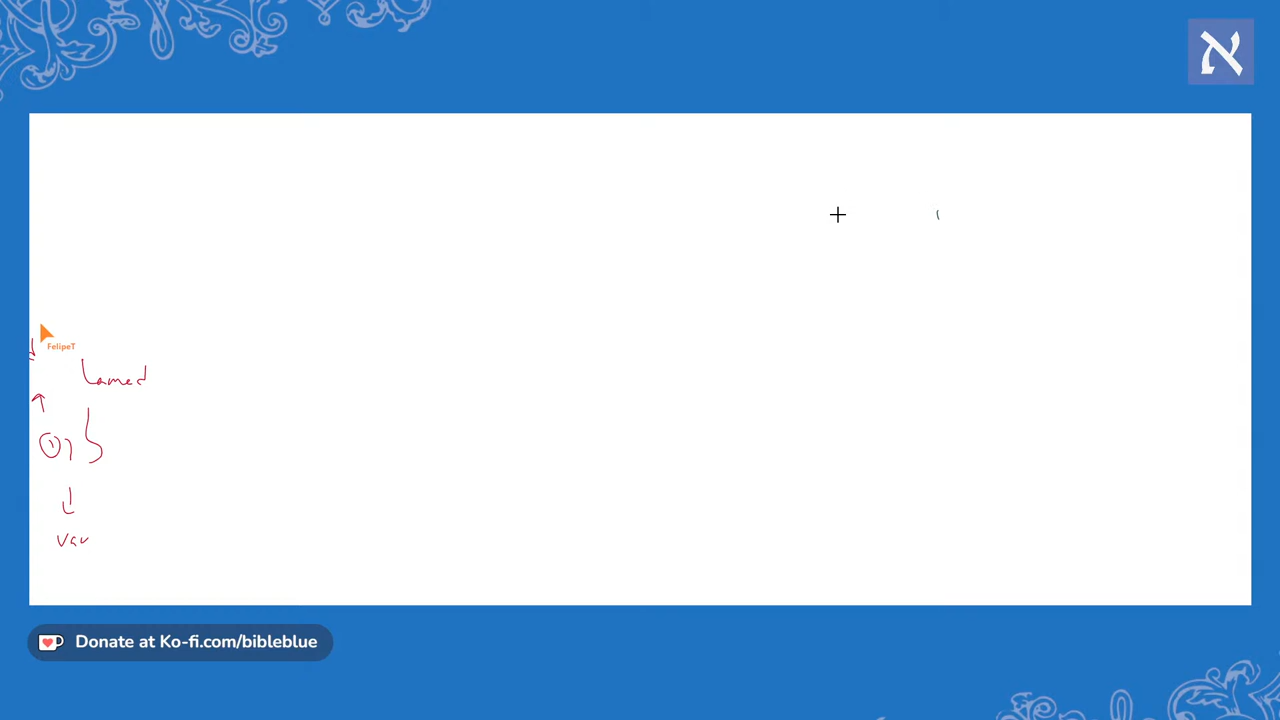 א
FelipeT
Lamed
ל
Vav
Donate at Ko-fi.com/bibleblue